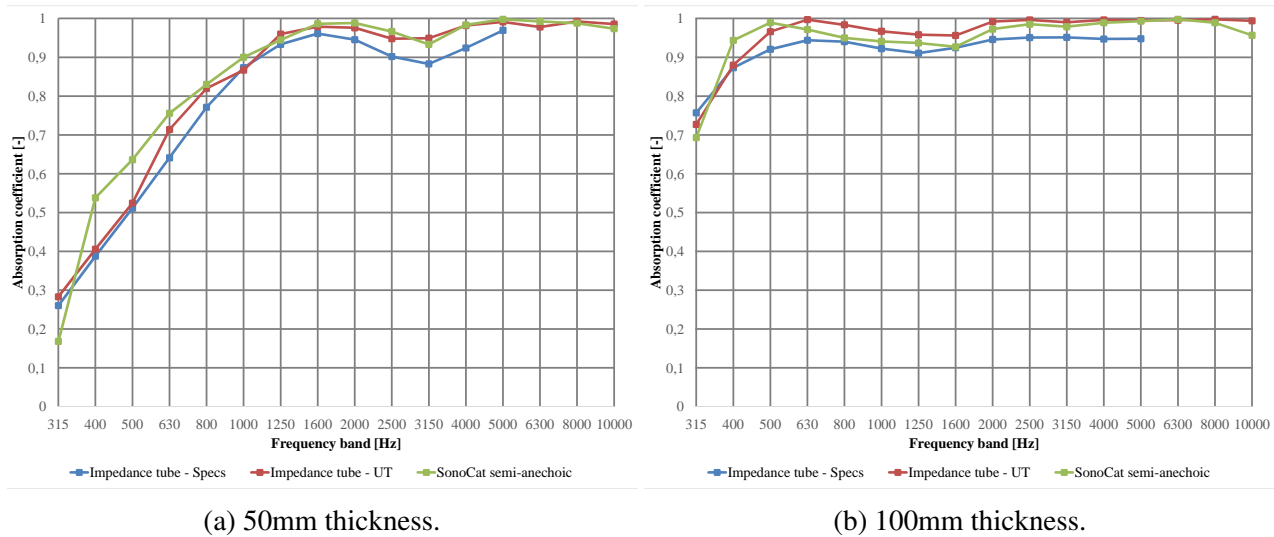 1
0,9
0,8
0,7
0,6
0,5
0,4
0,3
0,2
0,1
0
Absorption coefficient [-]
315 400 500 630 800 1000 1250 1600 2000 2500 3150 4000 5000 6300 8000 10000
Frequency band [Hz]
Impedance tube - Specs Impedance tube - UT SonoCat semi-anechoic
(a) 50mm thickness.
1
0,9
0,8
0,7
0,6
0,5
0,4
0,3
0,2
0,1
0
Absorption coefficient [-]
315 400 500 630 800 1000 1250 1600 2000 2500 3150 4000 5000 6300 8000 10000
Frequency band [Hz]
Impedance tube - Specs Impedance tube - UT SonoCat semi-anechoic
(b) 100mm thickness.